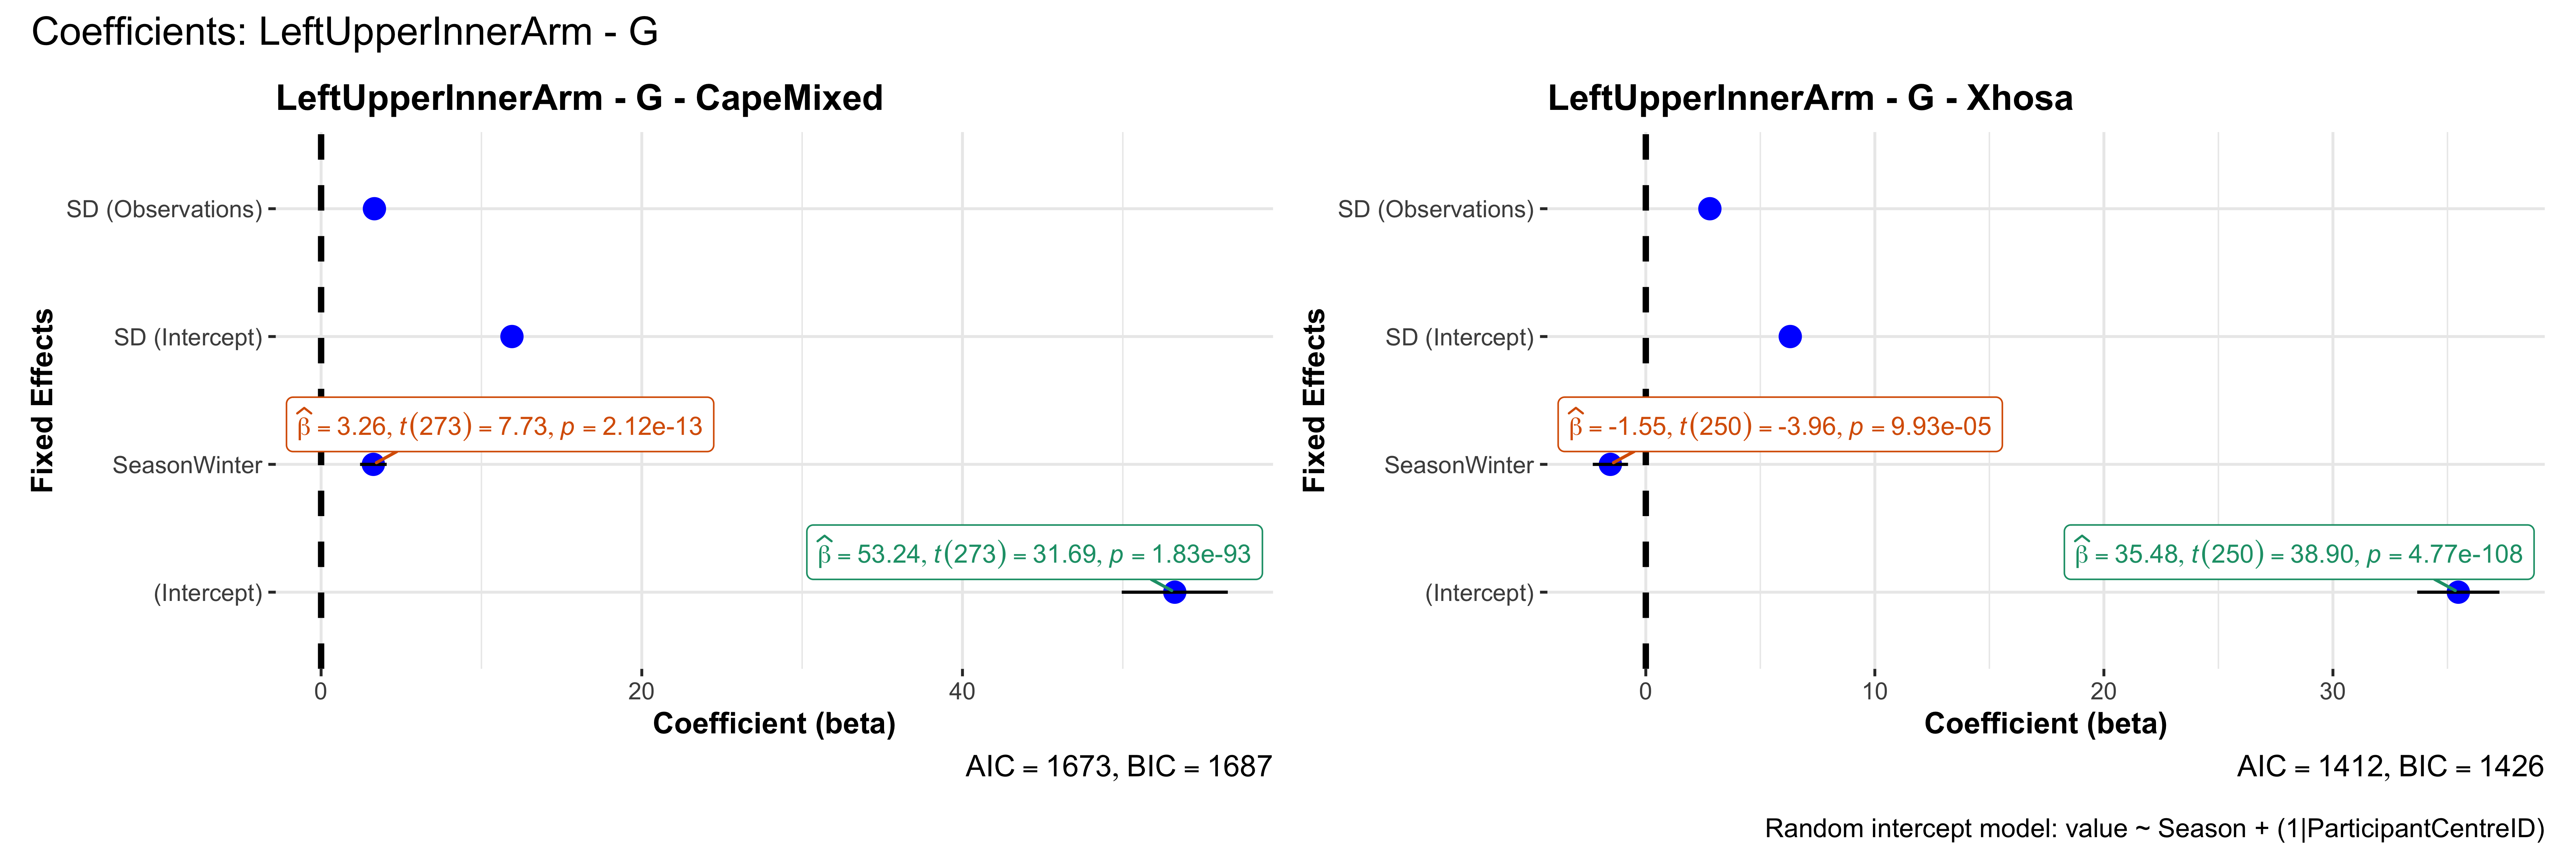 Coefficients: LeftUpperInnerArm - G
LeftUpperInnerArm - G - CapeMixed
SD (Observations)
SD (Intercept)
β̂ = 3.26, t(273) = 7.73, p = 2.12e-13
SeasonWinter
β̂ = 53.24, t(273) = 31.69, p = 1.83e-93
(Intercept)
Fixed Effects
0 20 40
Coefficient (beta)
AIC = 1673, BIC = 1687
LeftUpperInnerArm - G - Xhosa
SD (Observations)
SD (Intercept)
β̂ = -1.55, t(250) = -3.96, p = 9.93e-05
SeasonWinter
β̂ = 35.48, t(250) = 38.90, p = 4.77e-108
(Intercept)
Fixed Effects
0 10 20 30
Coefficient (beta)
AIC = 1412, BIC = 1426
Random intercept model: value ~ Season + (1|ParticipantCentreID)